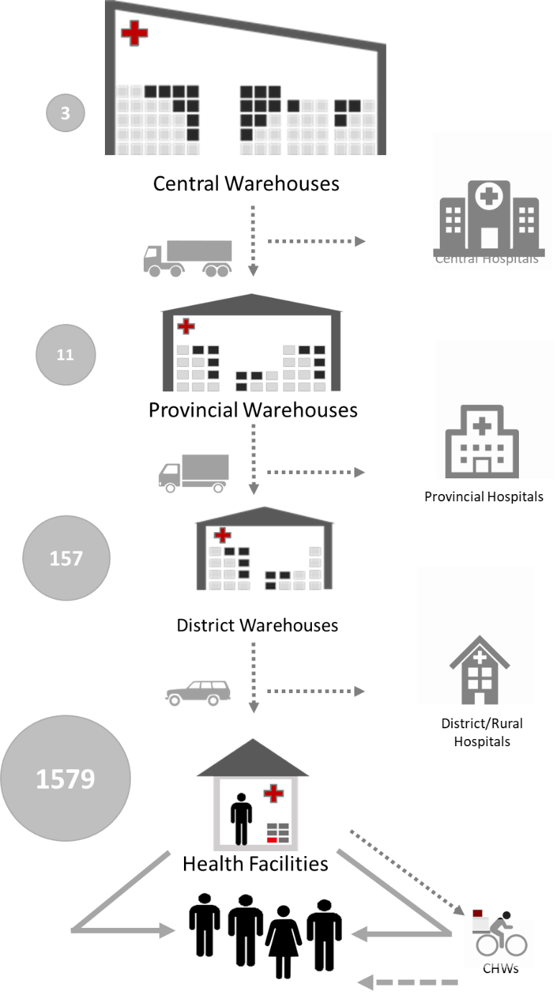 3
Central Warehouses
Central Hospitals
11
Provincial Warehouses
Provincial Hospitals
157
District Warehouses
District/Rural
Hospitals
1579
Health Facilities
CHWs